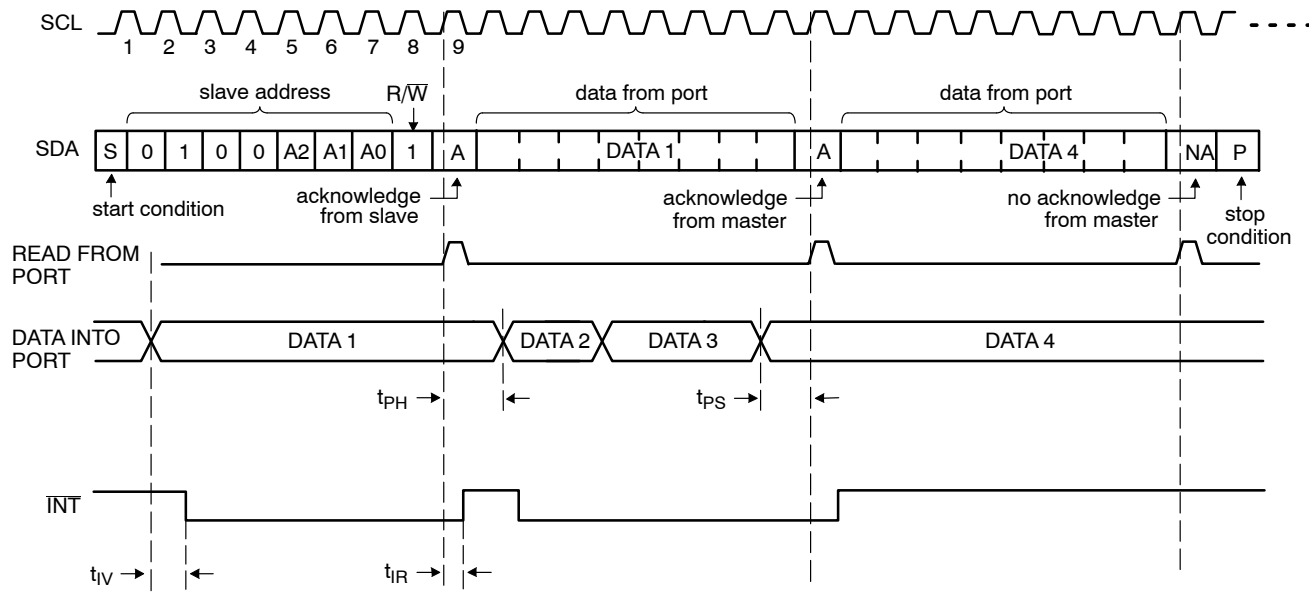 SCL
1 2 3 4 5 6 7 8 9
slave address
R/W̅
data from port
data from port
SDA
S 0 1 0 0 A2 A1 A0 1 A DATA 1 A DATA 4 NA P
start condition
acknowledge
from slave
acknowledge
from master
no acknowledge
from master
stop
condition
READ FROM
PORT
DATA INTO
PORT
DATA 1
DATA 2
DATA 3
DATA 4
tPH
tPS
I̅N̅T̅
tIV
tIR